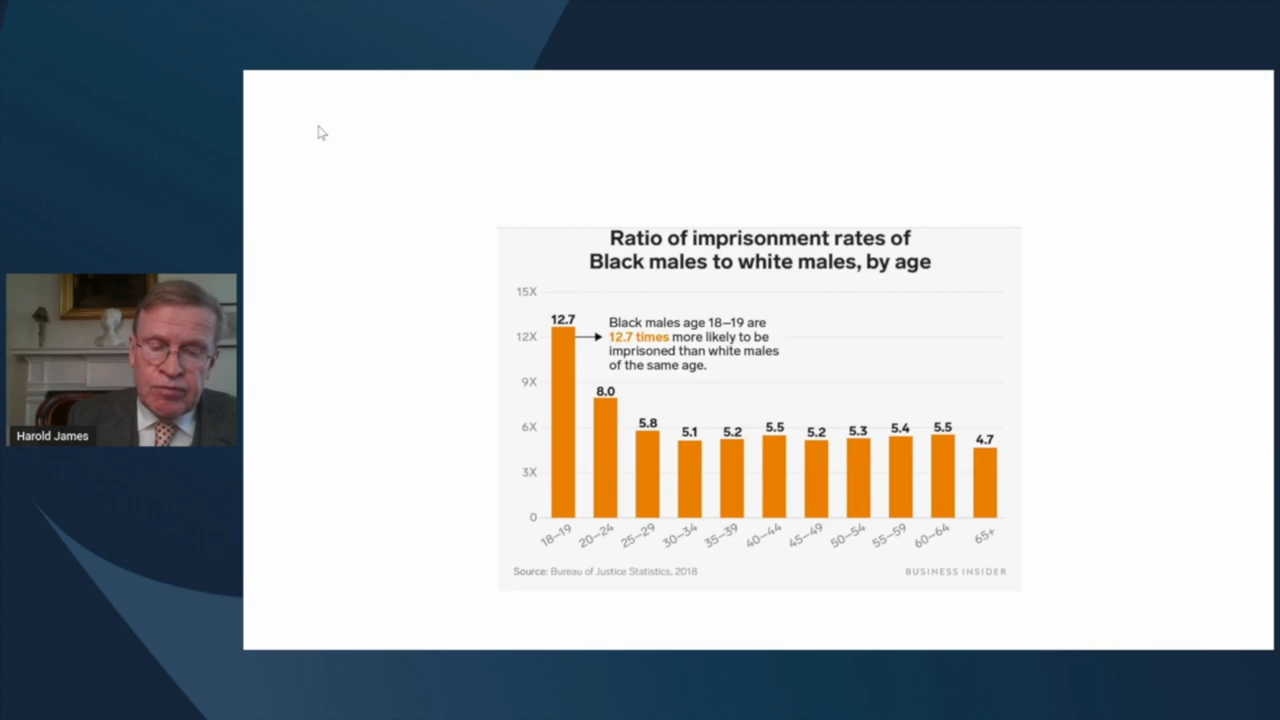 Harold James
Ratio of imprisonment rates of
Black males to white males, by age
15X
12X
9X
6X
3X
0
12.7
8.0
5.8
5.1
5.2
5.5
5.2
5.3
5.4
5.5
4.7
Black males age 18–19 are
12.7 times more likely to be
imprisoned than white males
of the same age.
18–19
20–24
25–29
30–34
35–39
40–44
45–49
50–54
55–59
60–64
65+
Source: Bureau of Justice Statistics, 2018
BUSINESS INSIDER